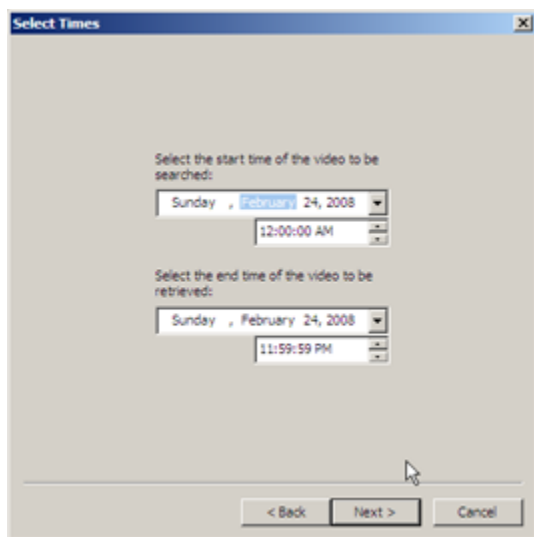 Select Times
Select the start time of the video to be
searched:
Sunday , February 24, 2008
12:00:00 AM
Select the end time of the video to be
retrieved:
Sunday , February 24, 2008
11:59:59 PM
< Back Next > Cancel